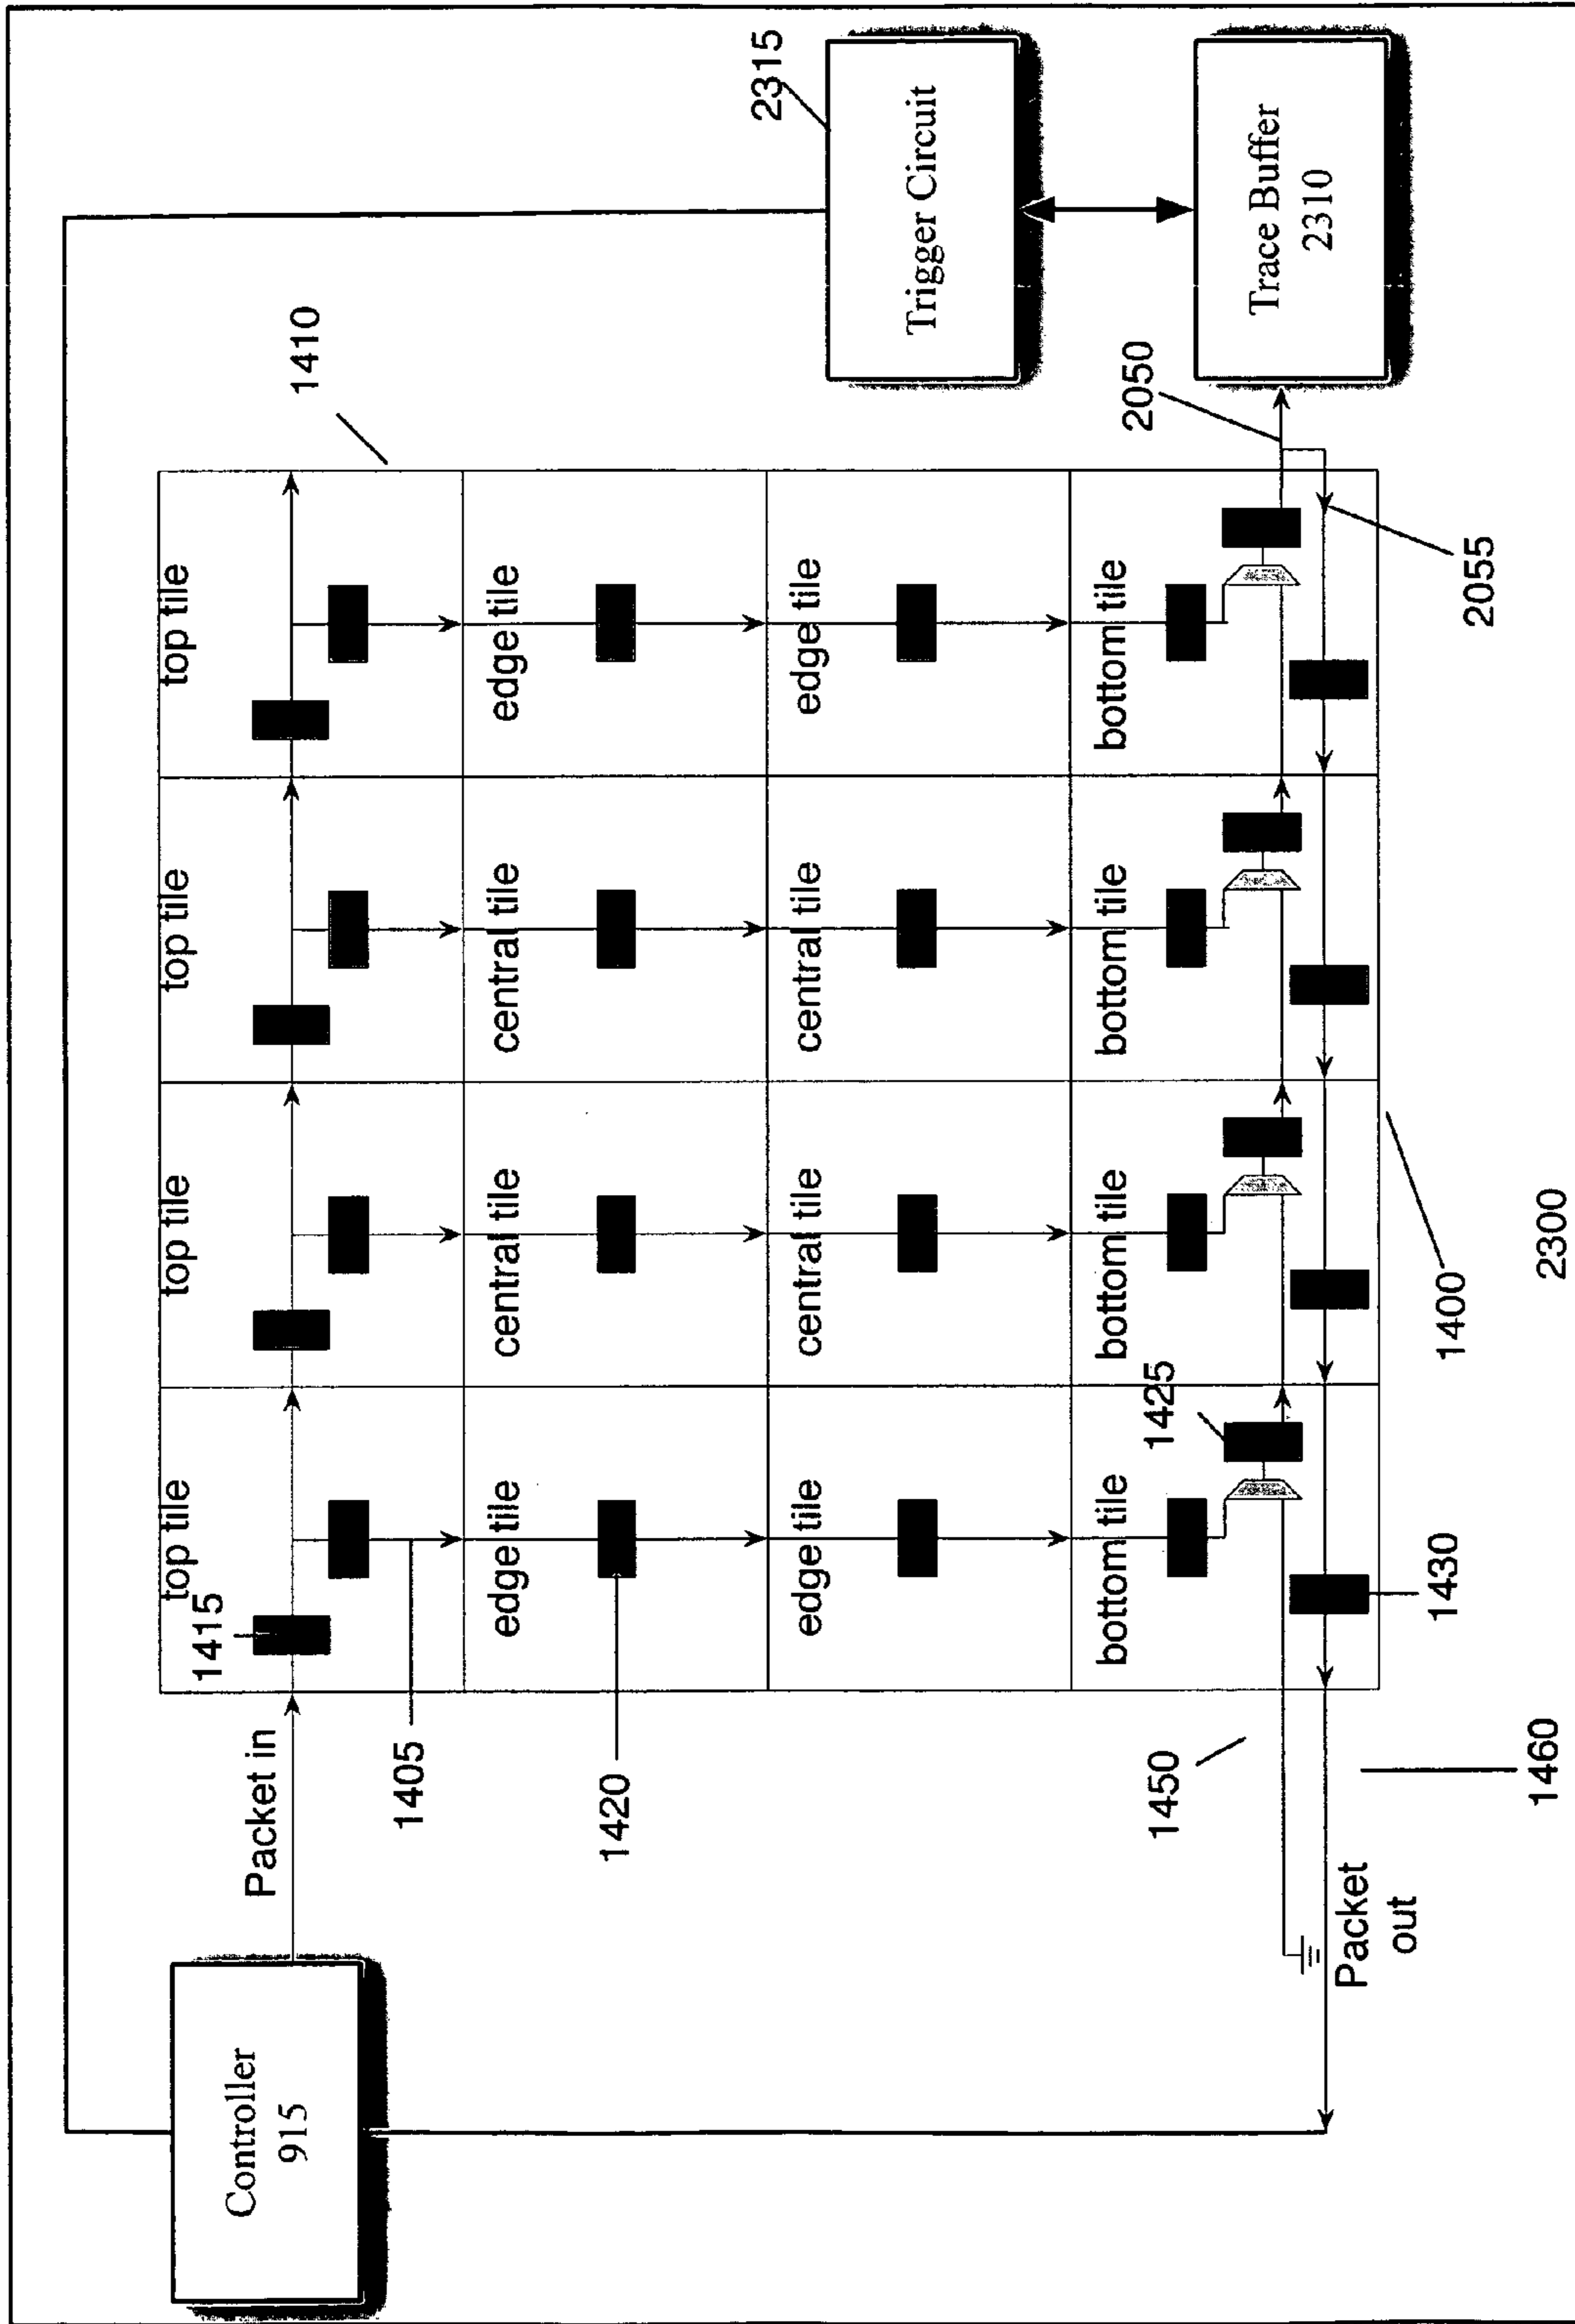 top tile
top tile
top tile
top tile
1415
Controller
915
Packet in
1410
1405
edge tile
central tile
central tile
edge tile
1420
2315
edge tile
central tile
central tile
edge tile
Trigger Circuit
bottom tile
bottom tile
bottom tile
bottom tile
2050
1425
1450
Trace Buffer
2310
Packet
out
1430
1400
2055
1460
2300